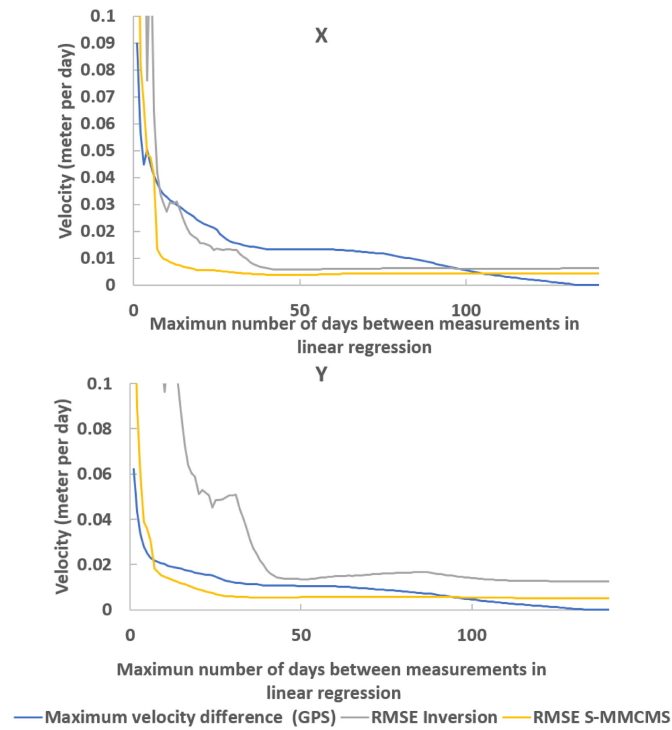 X
Velocity (meter per day)
0.1
0.09
0.08
0.07
0.06
0.05
0.04
0.03
0.02
0.01
0
0 50 100
Maximun number of days between measurements in
linear regression
Y
Velocity (meter per day)
0.1
0.08
0.06
0.04
0.02
0
0 50 100
Maximun number of days between measurements in
linear regression
Maximum velocity difference (GPS) RMSE Inversion RMSE S-MMCMS